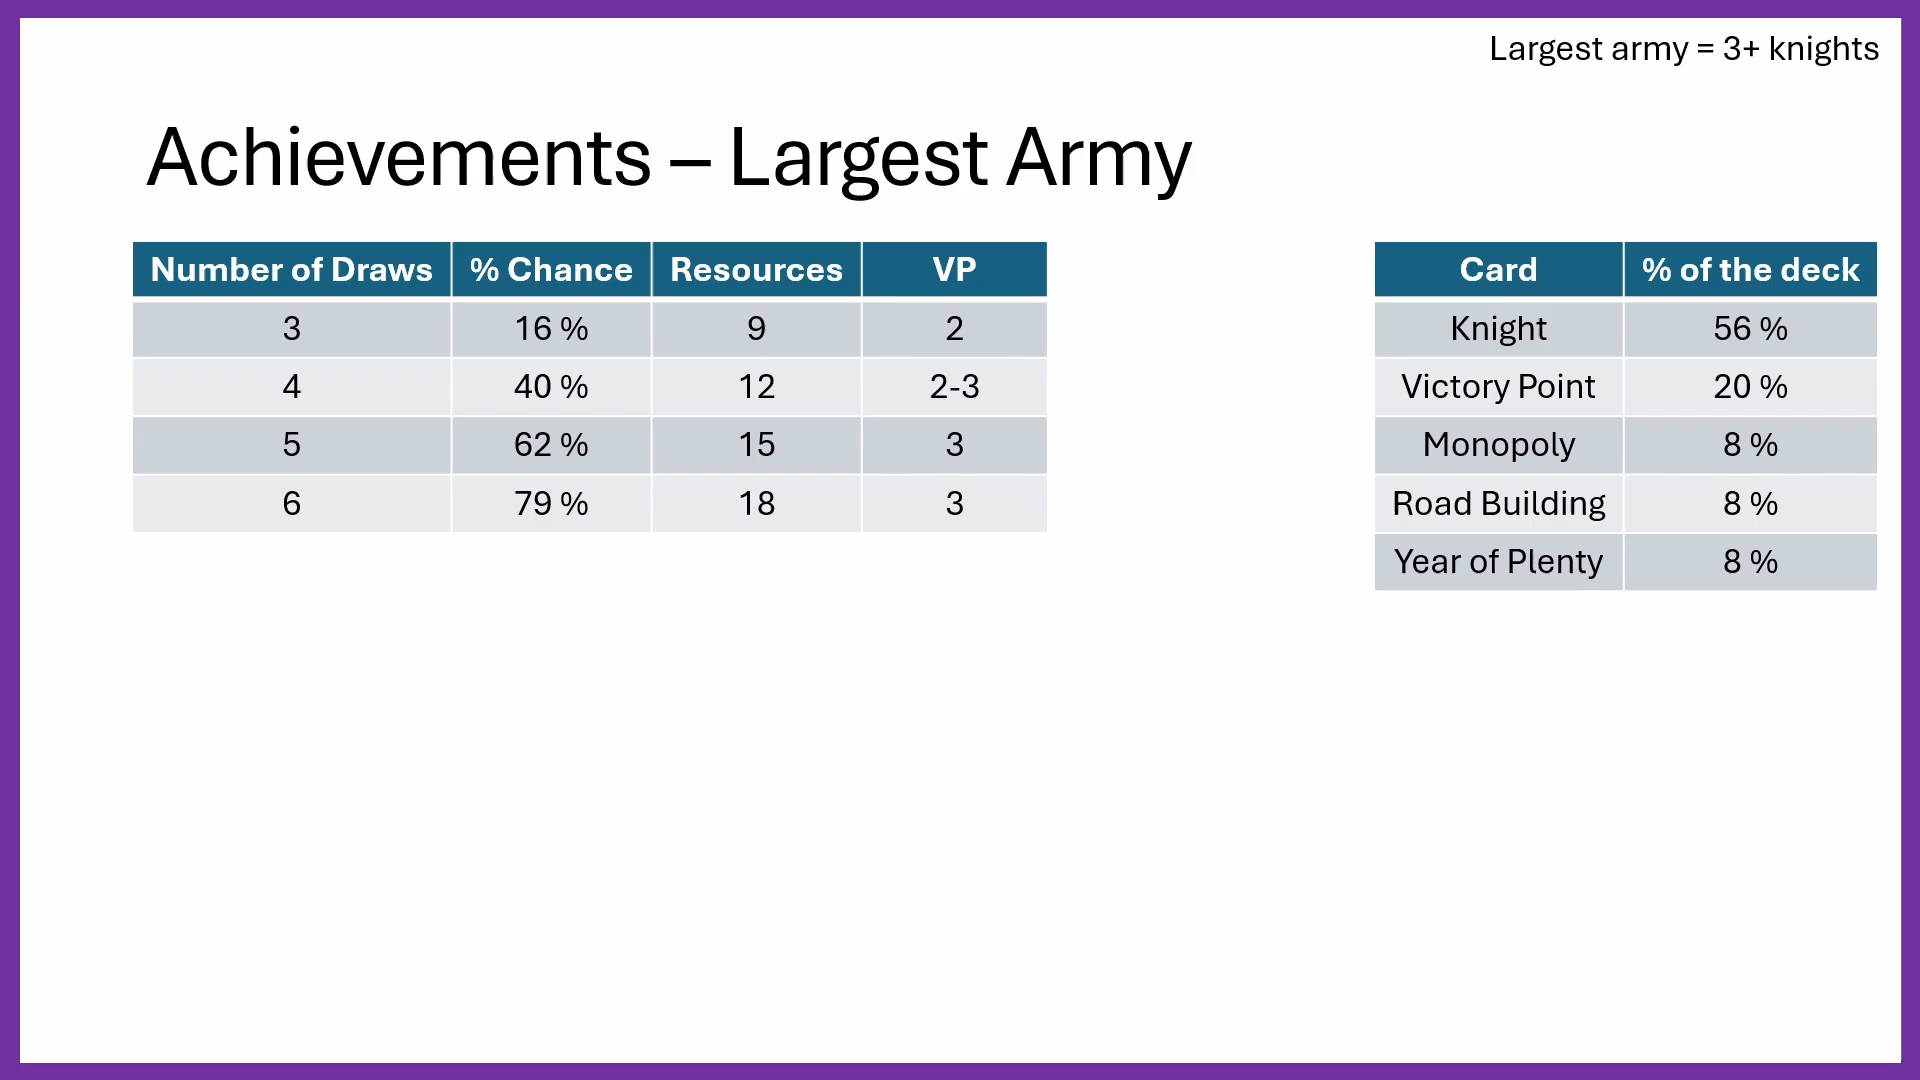 Largest army = 3+ knights
Achievements – Largest Army
Number of Draws % Chance Resources VP
3 16 % 9 2
4 40 % 12 2-3
5 62 % 15 3
6 79 % 18 3
Card % of the deck
Knight 56 %
Victory Point 20 %
Monopoly 8 %
Road Building 8 %
Year of Plenty 8 %